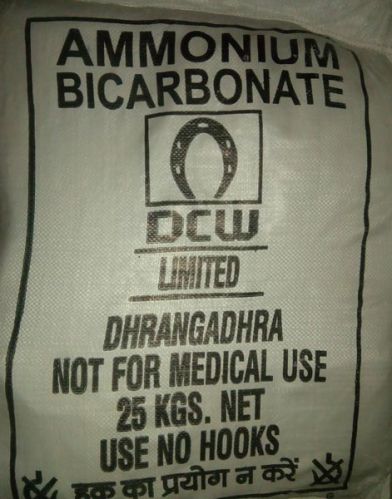 AMMONIUM
BICARBONATE
DCW
LIMITED
DHRANGADHRA
NOT FOR MEDICAL USE
25 KGS. NET
USE NO HOOKS
हुक का प्रयोग न करें